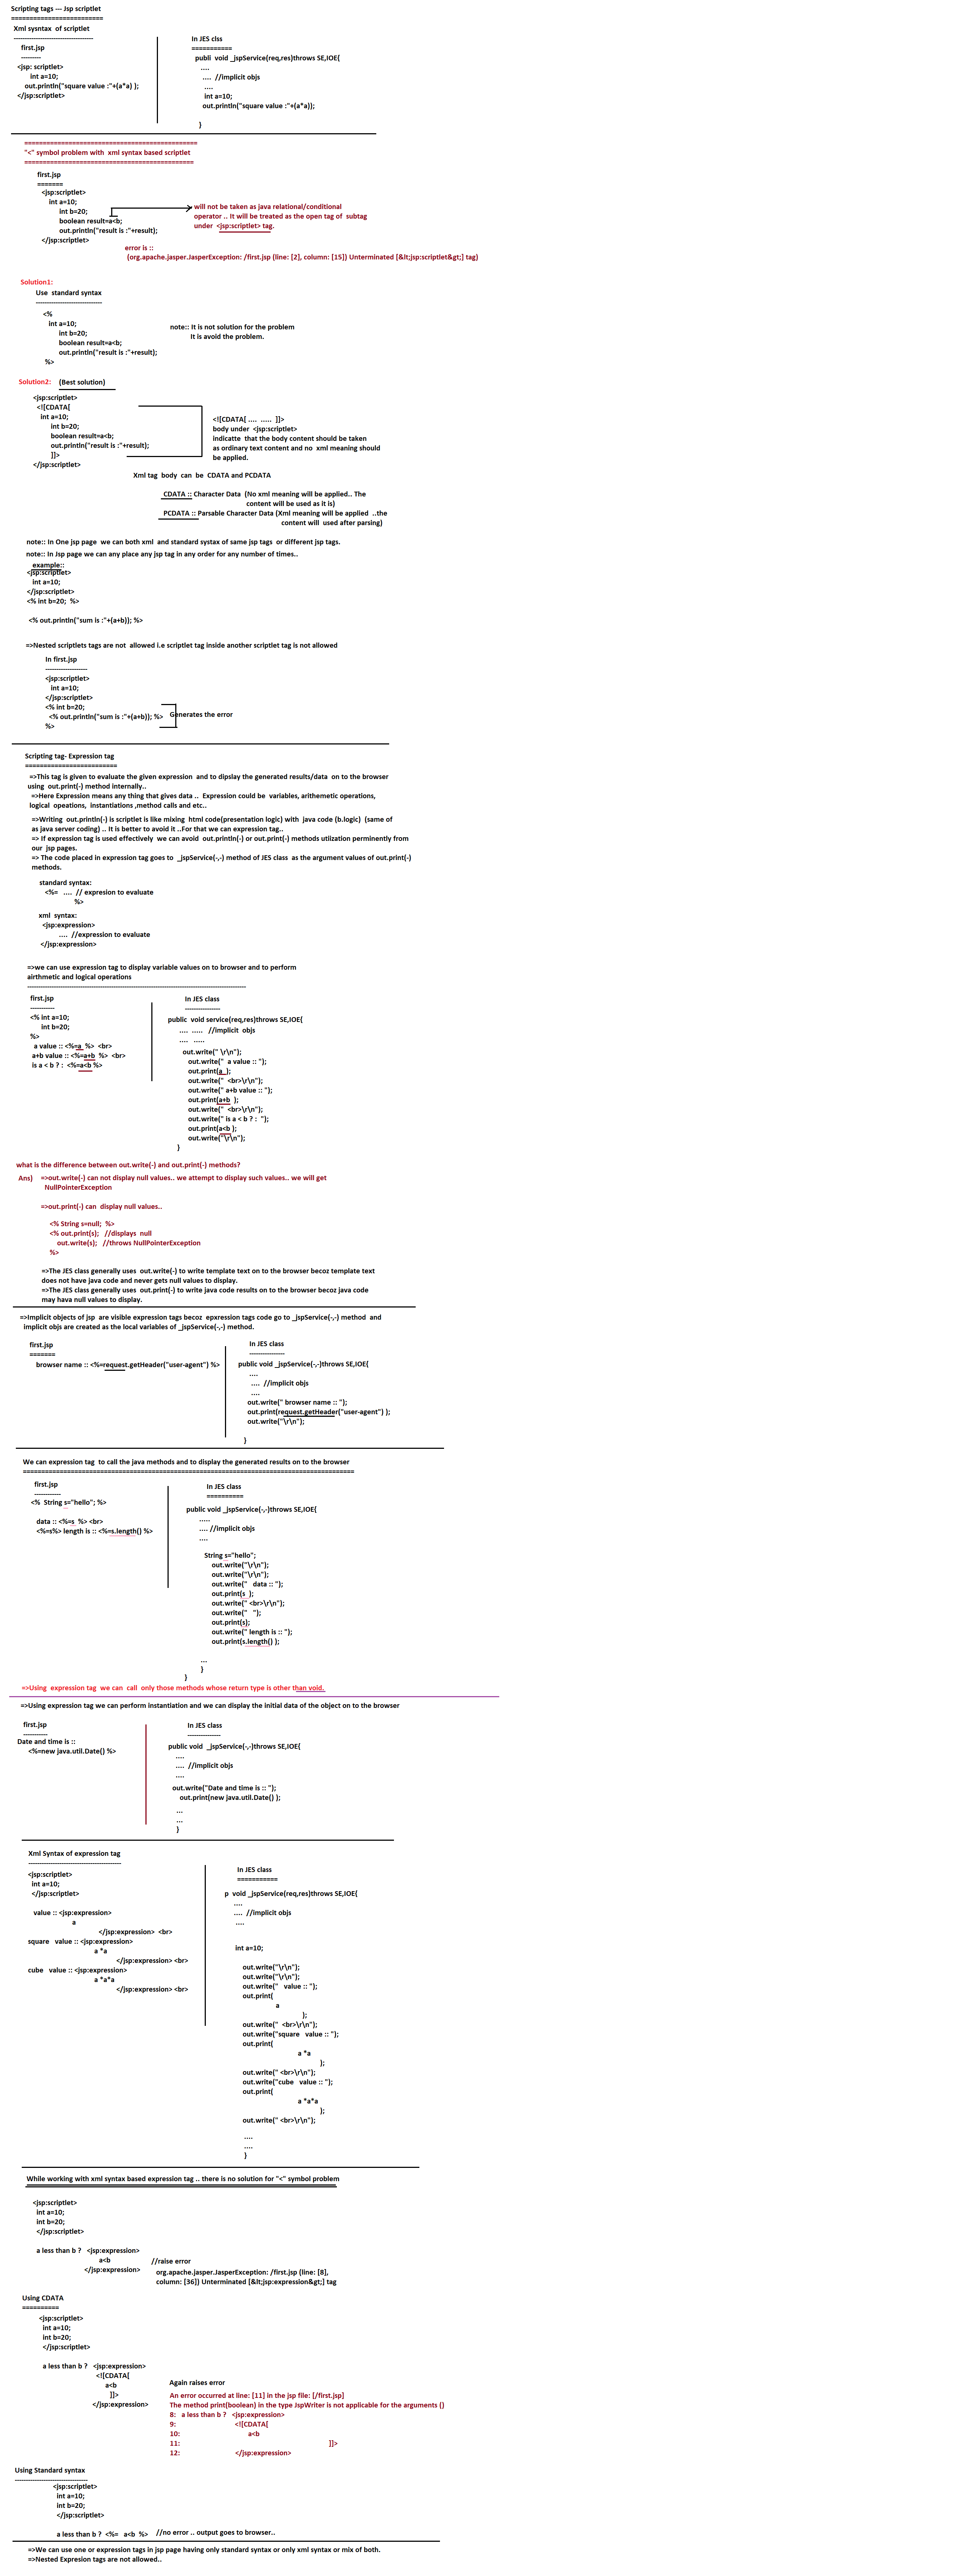 Scripting tags --- Jsp scriptlet
=========================
Xml sysntax of scriptlet
--------------------------------------
first.jsp
---------
<jsp: scriptlet>
int a=10;
out.println("square value :"+(a*a) );
</jsp:scriptlet>
In JES clss
===========
publi void _jspService(req,res)throws SE,IOE{
....
.... //implicit objs
....
int a=10;
out.println("square value :"+(a*a));
}
===============================================
"<" symbol problem with xml syntax based scriptlet
==============================================
first.jsp
=======
<jsp:scriptlet>
int a=10;
int b=20;
boolean result=a<b;
out.println("result is :"+result);
</jsp:scriptlet>
will not be taken as java relational/conditional
operator .. It will be treated as the open tag of subtag
under <jsp:scriptlet> tag.
error is ::
(org.apache.jasper.JasperException: /first.jsp (line: [2], column: [15]) Unterminated [&lt;jsp:scriptlet&gt;] tag)
Solution1:
Use standard syntax
-------------------------------
<%
int a=10;
int b=20;
boolean result=a<b;
out.println("result is :"+result);
%>
note:: It is not solution for the problem
It is avoid the problem.
Solution2: (Best solution)
<jsp:scriptlet>
<![CDATA[
int a=10;
int b=20;
boolean result=a<b;
out.println("result is :"+result);
]]>
</jsp:scriptlet>
<![CDATA[ .... ..... ]]>
body under <jsp:scriptlet>
indicatte that the body content should be taken
as ordinary text content and no xml meaning should
be applied.
Xml tag body can be CDATA and PCDATA
CDATA :: Character Data (No xml meaning will be applied.. The
content will be used as it is)
PCDATA :: Parsable Character Data (Xml meaning will be applied ..the
content will used after parsing)
note:: In One jsp page we can both xml and standard systax of same jsp tags or different jsp tags.
note:: In Jsp page we can any place any jsp tag in any order for any number of times..
example::
<jsp:scriptlet>
int a=10;
</jsp:scriptlet>
<% int b=20; %>
<% out.println("sum is :"+(a+b)); %>
=>Nested scriptlets tags are not allowed i.e scriptlet tag inside another scriptlet tag is not allowed
In first.jsp
-------------------
<jsp:scriptlet>
int a=10;
</jsp:scriptlet>
<% int b=20;
<% out.println("sum is :"+(a+b)); %>
%>
Generates the error
Scripting tag- Expression tag
=========================
=>This tag is given to evaluate the given expression and to dipslay the generated results/data on to the browser
using out.print(-) method internally..
=>Here Expression means any thing that gives data .. Expression could be variables, arithemetic operations,
logical opeations, instantiations ,method calls and etc..
=>Writing out.println(-) is scriptlet is like mixing html code(presentation logic) with java code (b.logic) (same of
as java server coding) .. It is better to avoid it ..For that we can expression tag..
=> If expression tag is used effectively we can avoid out.println(-) or out.print(-) methods utiization perminently from
our jsp pages.
=> The code placed in expression tag goes to _jspService(-,-) method of JES class as the argument values of out.print(-)
methods.
standard syntax:
<%= .... // expresion to evaluate
%>
xml syntax:
<jsp:expression>
.... //expression to evaluate
</jsp:expression>
=>we can use expression tag to display variable values on to browser and to perform
airthmetic and logical operations
--------------------------------------------------------------------------------------------------------
first.jsp
-----------
<% int a=10;
int b=20;
%>
a value :: <%=a %> <br>
a+b value :: <%=a+b %> <br>
is a < b ? : <%=a<b %>
In JES class
----------------
public void service(req,res)throws SE,IOE{
.... ..... //implicit objs
.... .....
out.write(" \r\n");
out.write(" a value :: ");
out.print(a );
out.write(" <br>\r\n");
out.write(" a+b value :: ");
out.print(a+b );
out.write(" <br>\r\n");
out.write(" is a < b ? : ");
out.print(a<b );
out.write("\r\n");
}
what is the difference between out.write(-) and out.print(-) methods?
Ans) =>out.write(-) can not display null values.. we attempt to display such values.. we will get
NullPointerException
=>out.print(-) can display null values..
<% String s=null; %>
<% out.print(s); //displays null
out.write(s); //throws NullPointerException
%>
=>The JES class generally uses out.write(-) to write template text on to the browser becoz template text
does not have java code and never gets null values to display.
=>The JES class generally uses out.print(-) to write java code results on to the browser becoz java code
may hava null values to display.
=>Implicit objects of jsp are visible expression tags becoz epxression tags code go to _jspService(-,-) method and
implicit objs are created as the local variables of _jspService(-,-) method.
first.jsp
=======
browser name :: <%=request.getHeader("user-agent") %>
In JES class
----------------
public void _jspService(-,-)throws SE,IOE{
....
.... //implicit objs
....
out.write(" browser name :: ");
out.print(request.getHeader("user-agent") );
out.write("\r\n");
}
We can expression tag to call the java methods and to display the generated results on to the browser
==========================================================================================
first.jsp
------------
<% String s="hello"; %>
data :: <%=s %> <br>
<%=s%> length is :: <%=s.length() %>
In JES class
==========
public void _jspService(-,-)throws SE,IOE{
.....
.... //implicit objs
....
String s="hello";
out.write("\r\n");
out.write("\r\n");
out.write(" data :: ");
out.print(s );
out.write(" <br>\r\n");
out.write(" ");
out.print(s);
out.write(" length is :: ");
out.print(s.length() );
...
}
}
=>Using expression tag we can call only those methods whose return type is other than void.
=>Using expression tag we can perform instantiation and we can display the initial data of the object on to the browser
first.jsp
-----------
Date and time is ::
<%=new java.util.Date() %>
In JES class
---------------
public void _jspService(-,-)throws SE,IOE{
....
.... //implicit objs
....
out.write("Date and time is :: ");
out.print(new java.util.Date() );
...
...
}
Xml Syntax of expression tag
-------------------------------------------
<jsp:scriptlet>
int a=10;
</jsp:scriptlet>
value :: <jsp:expression>
a
</jsp:expression> <br>
square value :: <jsp:expression>
a *a
</jsp:expression> <br>
cube value :: <jsp:expression>
a *a*a
</jsp:expression> <br>
In JES class
===========
p void _jspService(req,res)throws SE,IOE{
....
.... //implicit objs
....
int a=10;
out.write("\r\n");
out.write("\r\n");
out.write(" value :: ");
out.print(
a
);
out.write(" <br>\r\n");
out.write("square value :: ");
out.print(
a *a
);
out.write(" <br>\r\n");
out.write("cube value :: ");
out.print(
a *a*a
);
out.write(" <br>\r\n");
....
....
}
While working with xml syntax based expression tag .. there is no solution for "<" symbol problem
<jsp:scriptlet>
int a=10;
int b=20;
</jsp:scriptlet>
a less than b ? <jsp:expression>
a<b
</jsp:expression>
//raise error
org.apache.jasper.JasperException: /first.jsp (line: [8],
column: [36]) Unterminated [&lt;jsp:expression&gt;] tag
Using CDATA
==========
<jsp:scriptlet>
int a=10;
int b=20;
</jsp:scriptlet>
a less than b ? <jsp:expression>
<![CDATA[
a<b
]]>
</jsp:expression>
Again raises error
An error occurred at line: [11] in the jsp file: [/first.jsp]
The method print(boolean) in the type JspWriter is not applicable for the arguments ()
8: a less than b ? <jsp:expression>
9: <![CDATA[
10: a<b
11: ]]>
12: </jsp:expression>
Using Standard syntax
----------------------------------
<jsp:scriptlet>
int a=10;
int b=20;
</jsp:scriptlet>
a less than b ? <%= a<b %> //no error .. output goes to browser..
=>We can use one or expression tags in jsp page having only standard syntax or only xml syntax or mix of both.
=>Nested Expresion tags are not allowed..